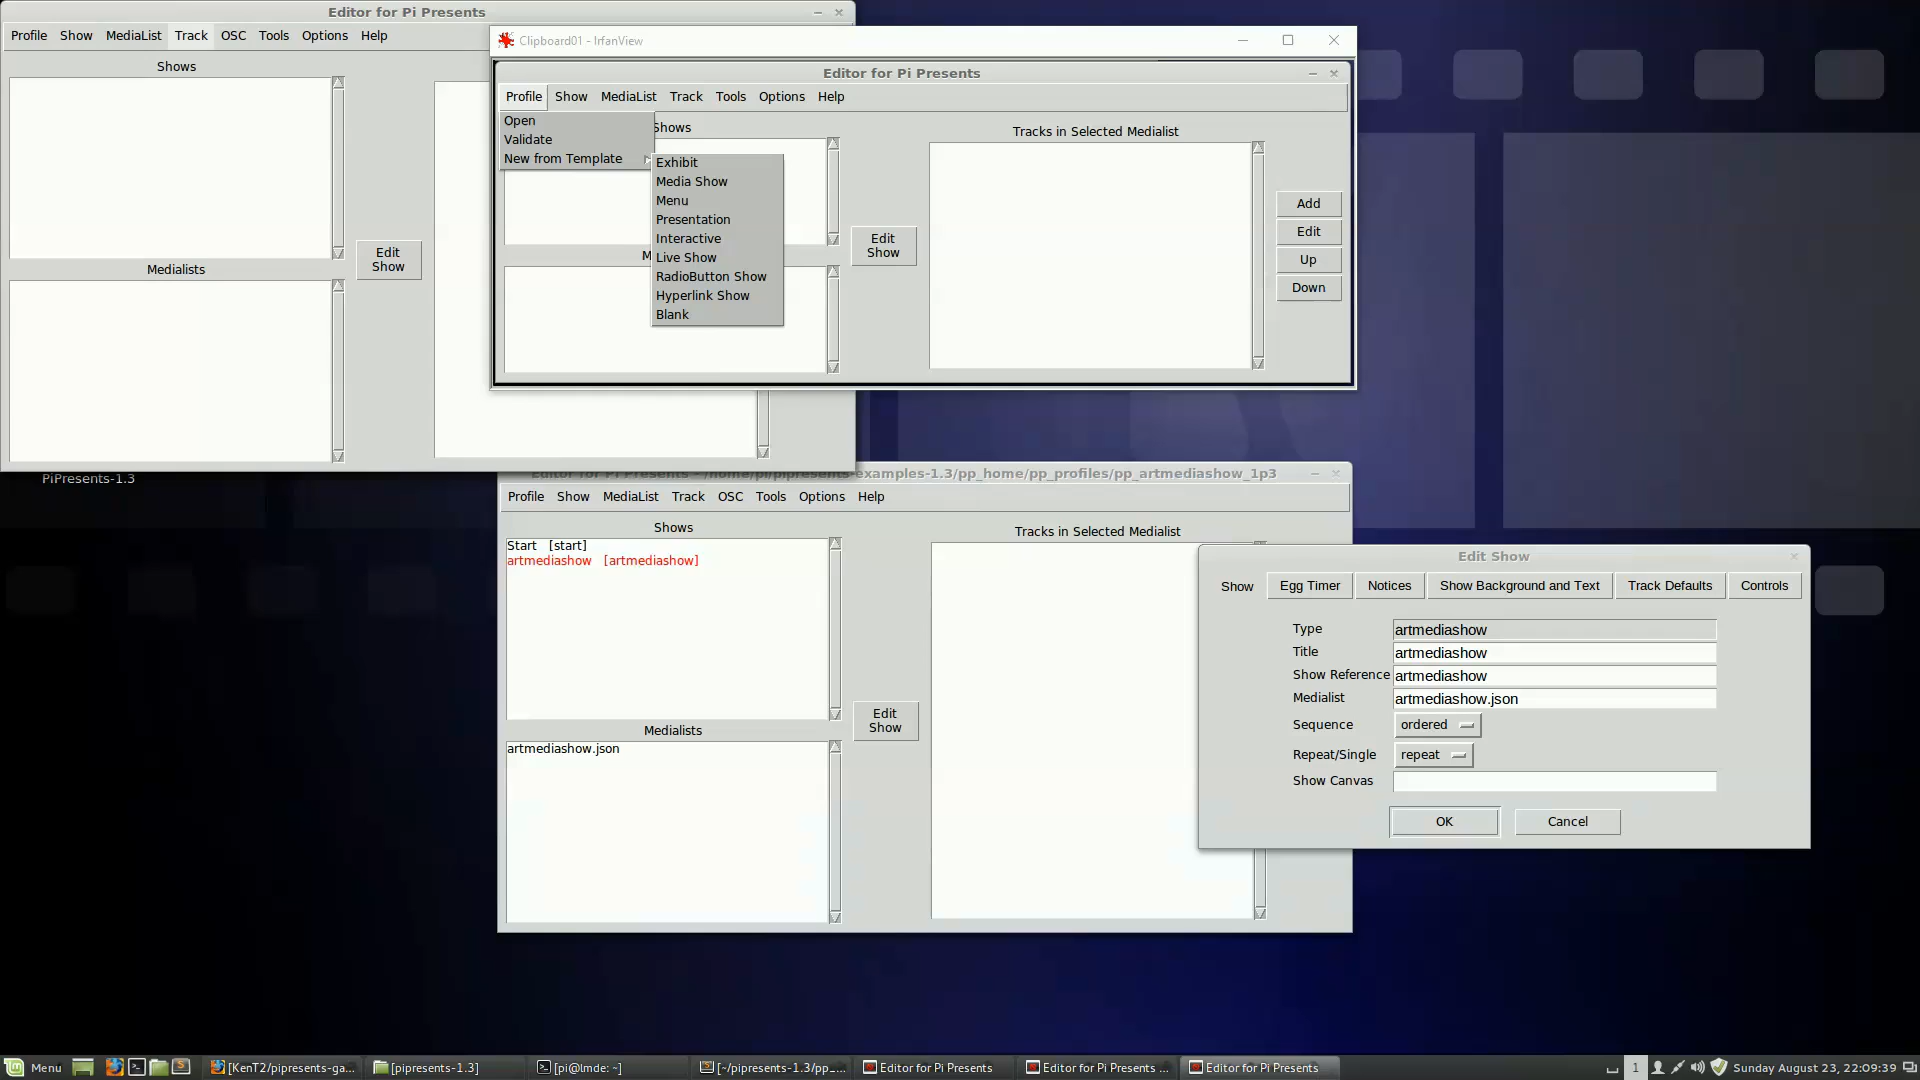 Editor for Pi Presents
Profile Show MediaList Track OSC Tools Options Help
Shows
Edit
Show
Medialists
Clipboard01 - IrfanView
Editor for Pi Presents
Profile Show MediaList Track Tools Options Help
Open
Validate
New from Template
Shows
Exhibit
Media Show
Menu
Presentation
Interactive
Live Show
RadioButton Show
Hyperlink Show
Blank
M
Edit
Show
Tracks in Selected Medialist
Add
Edit
Up
Down
PiPresents-1.3
Editor for Pi Presents - /home/pi/pipresents-examples-1.3/pp_home/pp_profiles/pp_artmediashow_1p3
Profile Show MediaList Track OSC Tools Options Help
Shows
Start [start]
artmediashow [artmediashow]
Medialists
artmediashow.json
Edit
Show
Tracks in Selected Medialist
Edit Show
Show Egg Timer Notices Show Background and Text Track Defaults Controls
Type artmediashow
Title artmediashow
Show Reference artmediashow
Medialist artmediashow.json
Sequence ordered
Repeat/Single repeat
Show Canvas
OK Cancel
Menu [KenT2/pipresents-ga... [pipresents-1.3] [pi@lmde: ~] [~/pipresents-1.3/pp_... Editor for Pi Presents Editor for Pi Presents ... Editor for Pi Presents 1 Sunday August 23, 22:09:39